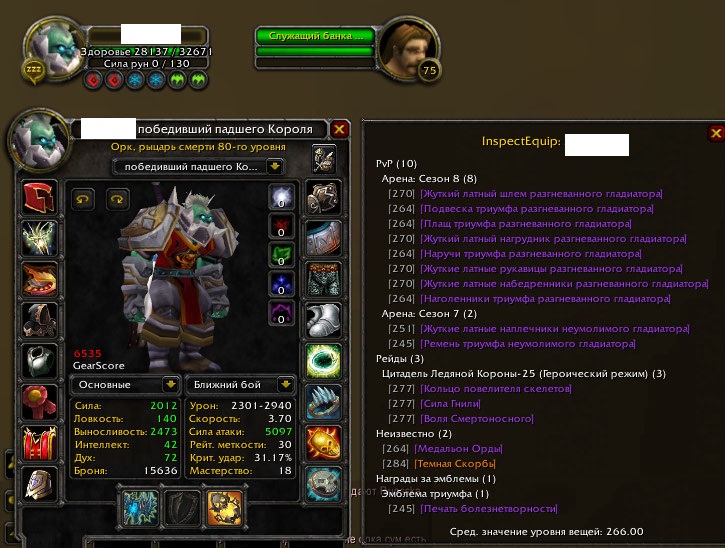 Здоровье 28137 / 32671
Сила рун 0 / 130
zzz
Служащий банка ...
75
победивший падшего Короля
Орк, рыцарь смерти 80-го уровня
победивший падшего Ко...
0
0
0
0
0
6535
GearScore
Основные
Ближний бой
Сила: 2012
Ловкость: 140
Выносливость: 2473
Интеллект: 42
Дух: 72
Броня: 15636
Урон: 2301-2940
Скорость: 3.70
Сила атаки: 5097
Рейт. меткости: 30
Крит. удар: 31.17%
Мастерство: 18
InspectEquip:
PvP (10)
Арена: Сезон 8 (8)
[270] [Жуткий латный шлем разгневанного гладиатора]
[264] [Подвеска триумфа разгневанного гладиатора]
[264] [Плащ триумфа разгневанного гладиатора]
[270] [Жуткий латный нагрудник разгневанного гладиатора]
[264] [Наручи триумфа разгневанного гладиатора]
[270] [Жуткие латные рукавицы разгневанного гладиатора]
[270] [Жуткие латные набедренники разгневанного гладиатора]
[264] [Наголенники триумфа разгневанного гладиатора]
Арена: Сезон 7 (2)
[251] [Жуткие латные наплечники неумолимого гладиатора]
[245] [Ремень триумфа неумолимого гладиатора]
Рейды (3)
Цитадель Ледяной Короны-25 (Героический режим) (3)
[277] [Кольцо повелителя скелетов]
[277] [Сила Гнили]
[277] [Воля Смертоносного]
Неизвестно (2)
[264] [Медальон Орды]
[284] [Темная Скорбь]
Награды за эмблемы (1)
Эмблема триумфа (1)
[245] [Печать болезнетворности]
Сред. значение уровня вещей: 266.00